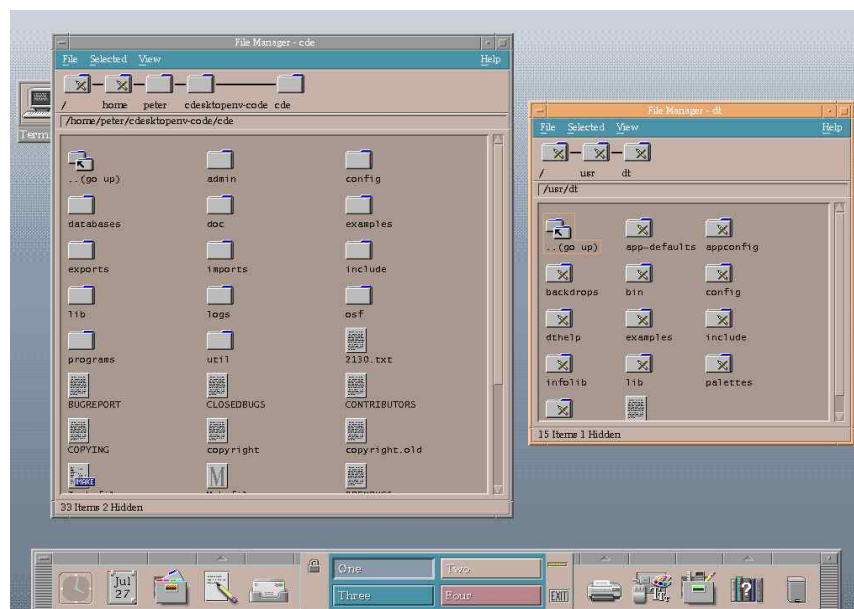 File Manager - cde
File Selected View Help
/ home peter cdesktopenv-code cde
/home/peter/cdesktopenv-code/cde
..(go up) admin config
databases doc examples
exports imports include
lib logs osf
programs util 2130.txt
BUGREPORT CLOSEDBUGS CONTRIBUTORS
COPYING copyright copyright.old
MAKE M
33 Items 2 Hidden
Term
File Manager - dt
File Selected View Help
/ usr dt
/usr/dt
..(go up) app-defaults appconfig
backdrops bin config
dthelp examples include
infolib lib palettes
15 Items 1 Hidden
Jul
27
One Two
Three Four
EXIT
?